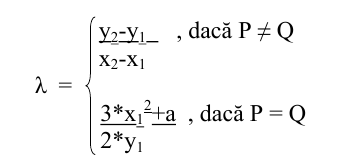 y₂-y₁ , dacă P ≠ Q
x₂-x₁
λ =
3*x₁²+a , dacă P = Q
2*y₁